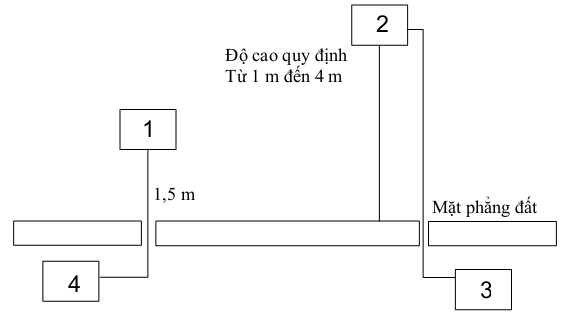 2
Độ cao quy định
Từ 1 m đến 4 m
1
1,5 m
Mặt phẳng đất
4
3